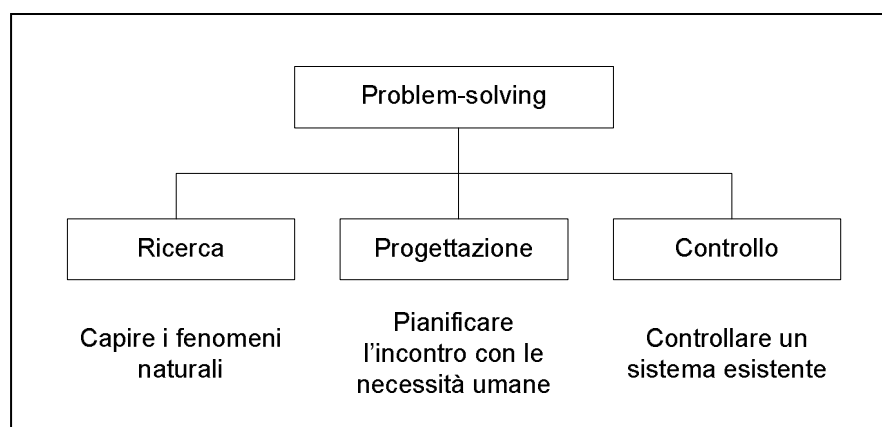 Problem-solving
Ricerca
Progettazione
Controllo
Capire i fenomeni
naturali
Pianificare
l'incontro con le
necessità umane
Controllare un
sistema esistente